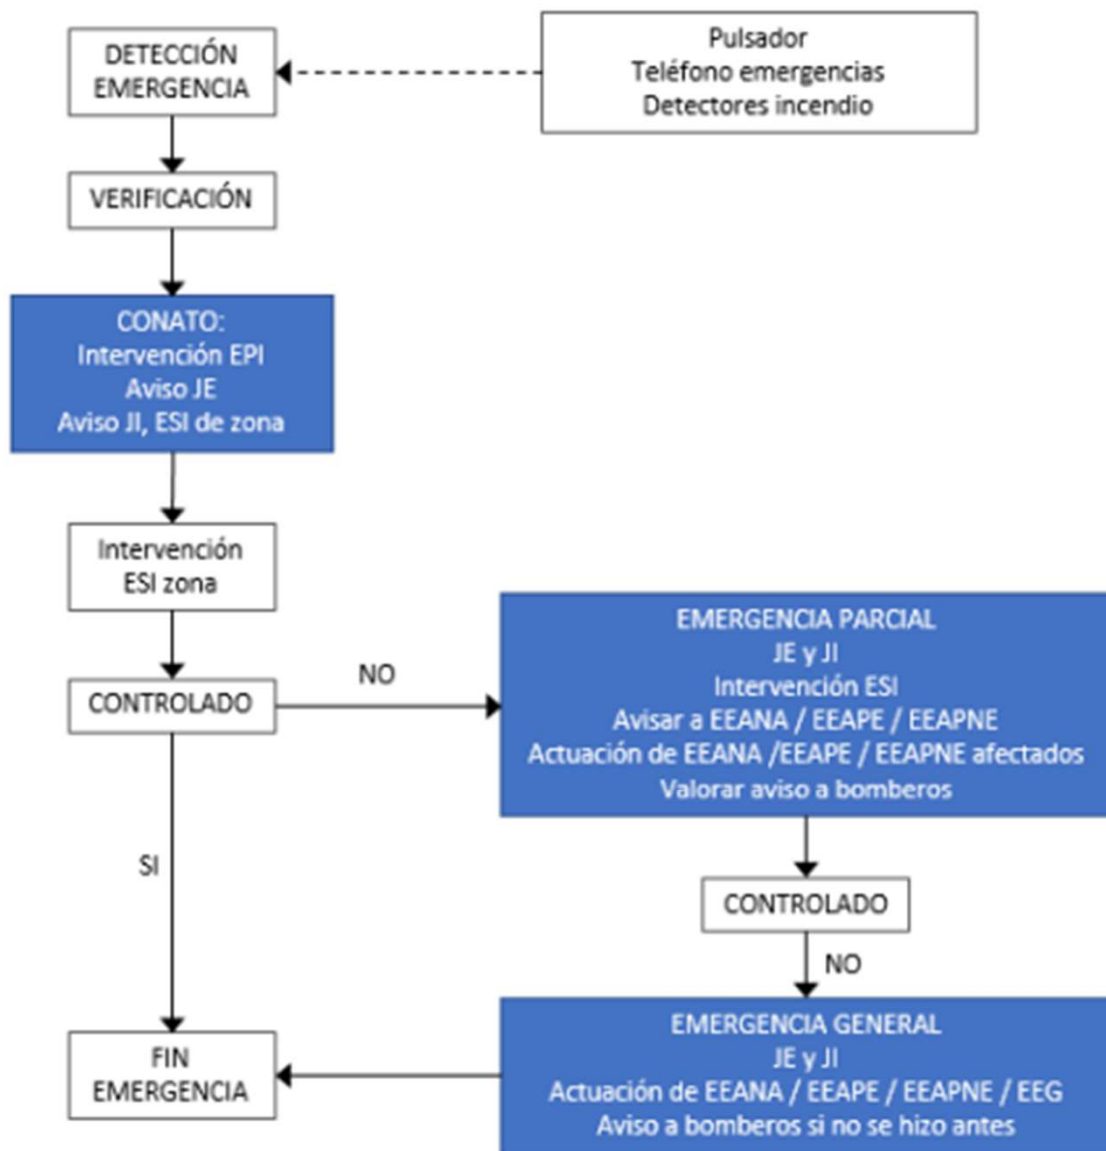 DETECCIÓN
EMERGENCIA
Pulsador
Teléfono emergencias
Detectores incendio
VERIFICACIÓN
CONATO:
Intervención EPI
Aviso JE
Aviso JI, ESI de zona
Intervención
ESI zona
CONTROLADO
NO
EMERGENCIA PARCIAL
JE y JI
Intervención ESI
Avisar a EEANA / EEAPE / EEAPNE
Actuación de EEANA /EEAPE / EEAPNE afectados
Valorar aviso a bomberos
SI
CONTROLADO
NO
EMERGENCIA GENERAL
JE y JI
Actuación de EEANA / EEAPE / EEAPNE / EEG
Aviso a bomberos si no se hizo antes
FIN
EMERGENCIA